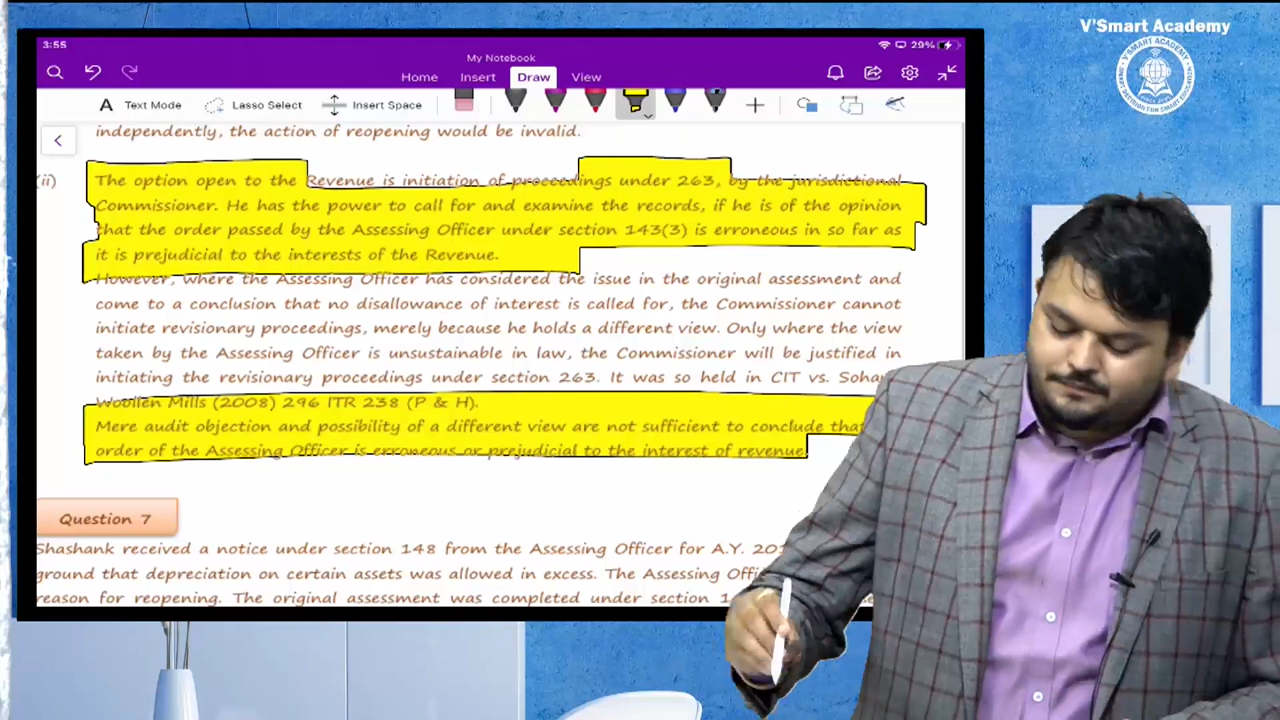 V'Smart Academy
3:55
29%
My Notebook
Home Insert Draw View
A Text Mode Lasso Select Insert Space
independently, the action of reopening would be invalid.
(ii) The option open to the Revenue is initiation of proceedings under 263, by the jurisdictional
Commissioner. He has the power to call for and examine the records, if he is of the opinion
that the order passed by the Assessing Officer under section 143(3) is erroneous in so far as
it is prejudicial to the interests of the Revenue.
However, where the Assessing Officer has considered the issue in the original assessment and
come to a conclusion that no disallowance of interest is called for, the Commissioner cannot
initiate revisionary proceedings, merely because he holds a different view. Only where the view
taken by the Assessing Officer is unsustainable in law, the Commissioner will be justified in
initiating the revisionary proceedings under section 263. It was so held in CIT vs.
Woollen Mills (2008) 296 ITR 238 (P & H).
Mere audit objection and possibility of a different view are not sufficient to conclude that
order of the Assessing Officer is erroneous or prejudicial to the interest of revenue.
Question 7
Shashank received a notice under section 148 from the Assessing Officer for A.Y.
ground that depreciation on certain assets was allowed in excess. The Assessing
reason for reopening. The original assessment was completed under section